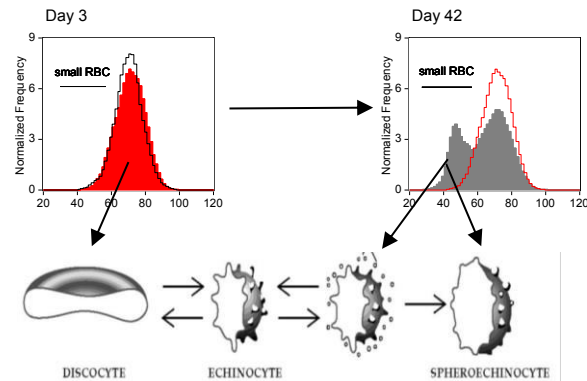 Day 3
Day 42
Normalized Frequency
9
6
3
0
small RBC
20 40 60 80 100 120
Normalized Frequency
9
6
3
0
small RBC
20 40 60 80 100 120
DISCOCYTE ECHINOCYTE SPHEROECHINOCYTE